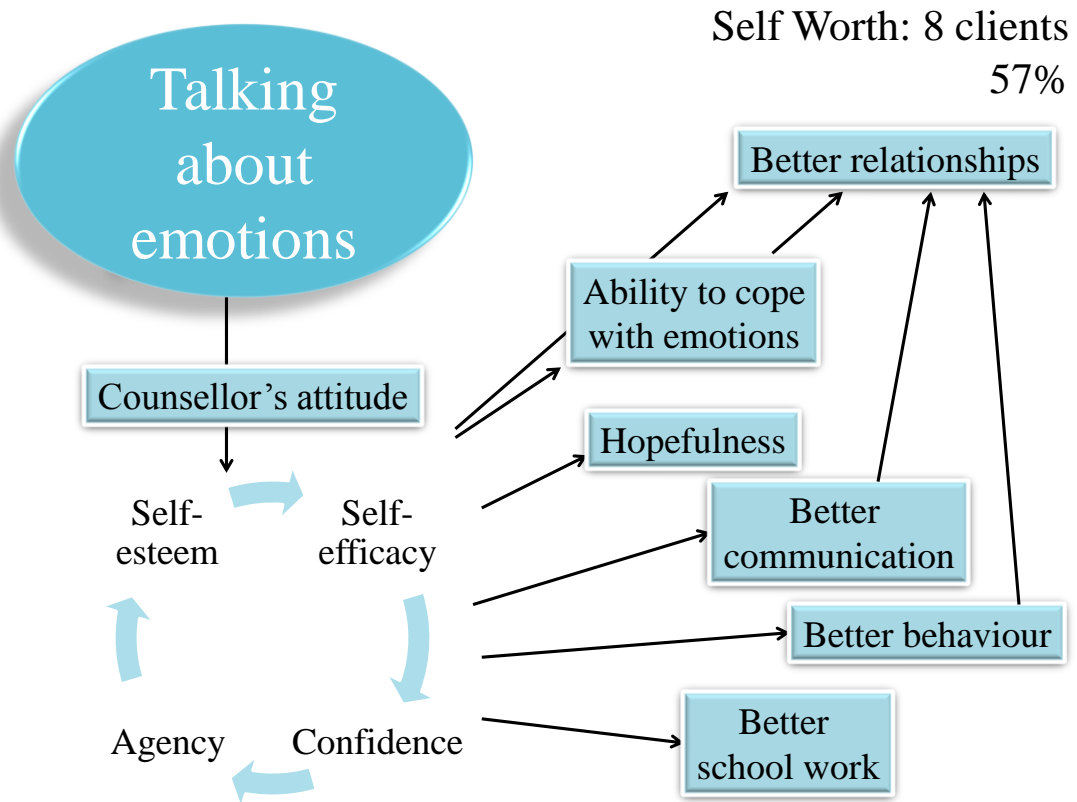 Self Worth: 8 clients
57%
Talking
about
emotions
Better relationships
Ability to cope
with emotions
Counsellor’s attitude
Hopefulness
Self-
esteem
Self-
efficacy
Better
communication
Better behaviour
Agency
Confidence
Better
school work